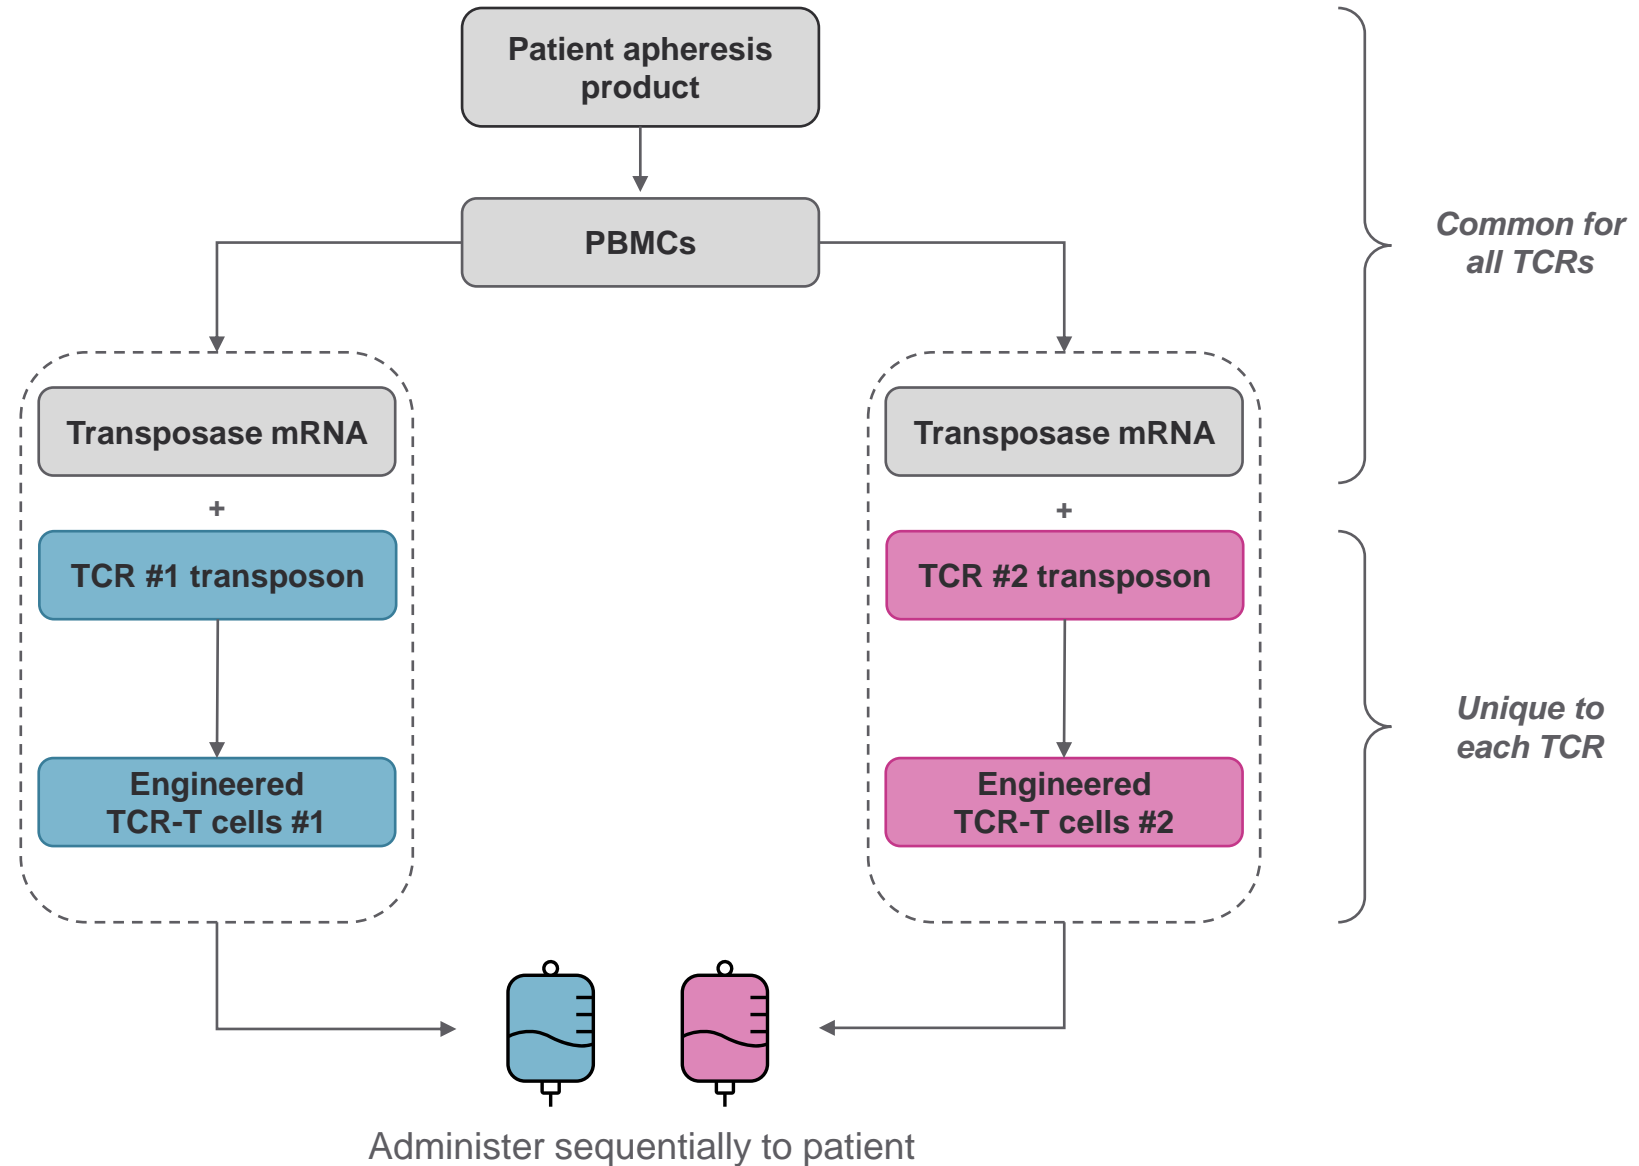 Patient apheresis
product
PBMCs
Common for
all TCRs
Transposase mRNA
Transposase mRNA
+
+
TCR #1 transposon
TCR #2 transposon
Unique to
each TCR
Engineered
TCR-T cells #1
Engineered
TCR-T cells #2
Administer sequentially to patient